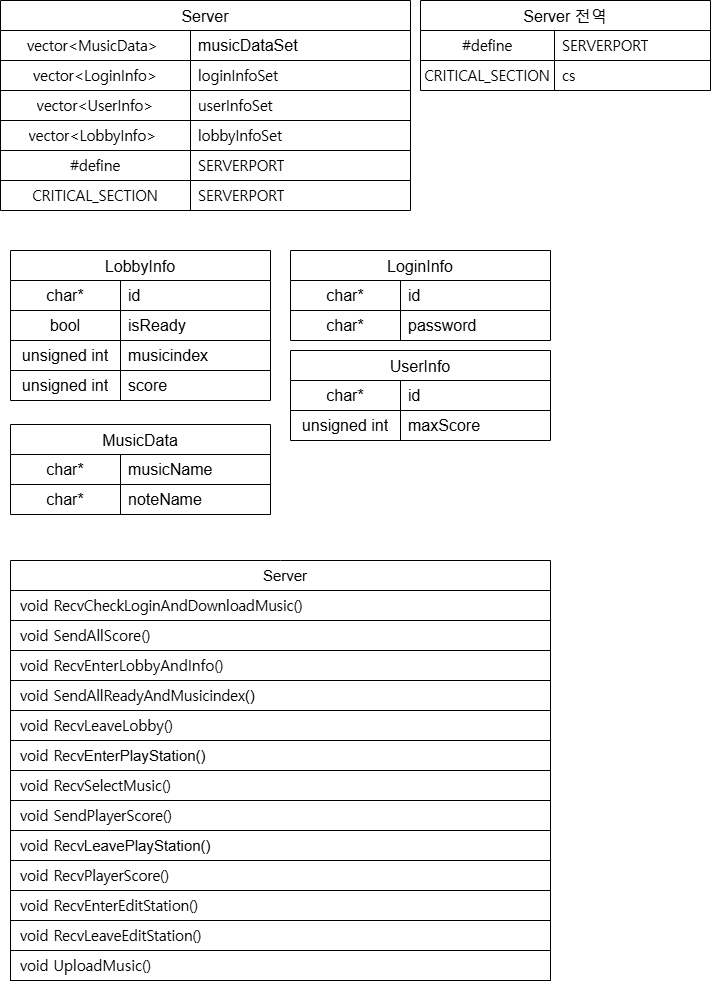 Server
vector<MusicData> musicDataSet
vector<LoginInfo> loginInfoSet
vector<UserInfo> userInfoSet
vector<LobbyInfo> lobbyInfoSet
#define SERVERPORT
CRITICAL_SECTION SERVERPORT
Server 전역
#define SERVERPORT
CRITICAL_SECTION cs
LobbyInfo
char* id
bool isReady
unsigned int musicindex
unsigned int score
LoginInfo
char* id
char* password
UserInfo
char* id
unsigned int maxScore
MusicData
char* musicName
char* noteName
Server
void RecvCheckLoginAndDownloadMusic()
void SendAllScore()
void RecvEnterLobbyAndInfo()
void SendAllReadyAndMusicindex()
void RecvLeaveLobby()
void RecvEnterPlayStation()
void RecvSelectMusic()
void SendPlayerScore()
void RecvLeavePlayStation()
void RecvPlayerScore()
void RecvEnterEditStation()
void RecvLeaveEditStation()
void UploadMusic()